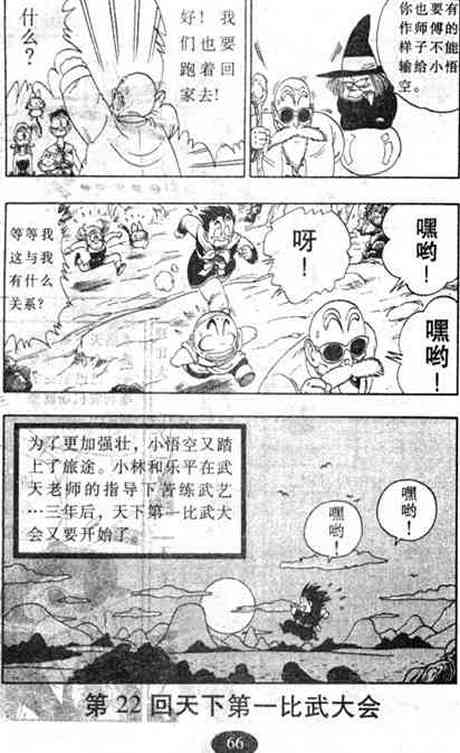 你也要有
作师傅的
样子不能
输给小悟
空。
好！我
们也要
跑着回
家去！
什么？
嘿哟！
嘿哟！
呀！
等等我
这与我
有什么
关系？
为了更加强壮，小悟空又踏
上了旅途。小林和乐平在武
天老师的指导下苦练武艺
…三年后，天下第一比武大
会又要开始了
嘿哟！
嘿哟！
第22回天下第一比武大会
66